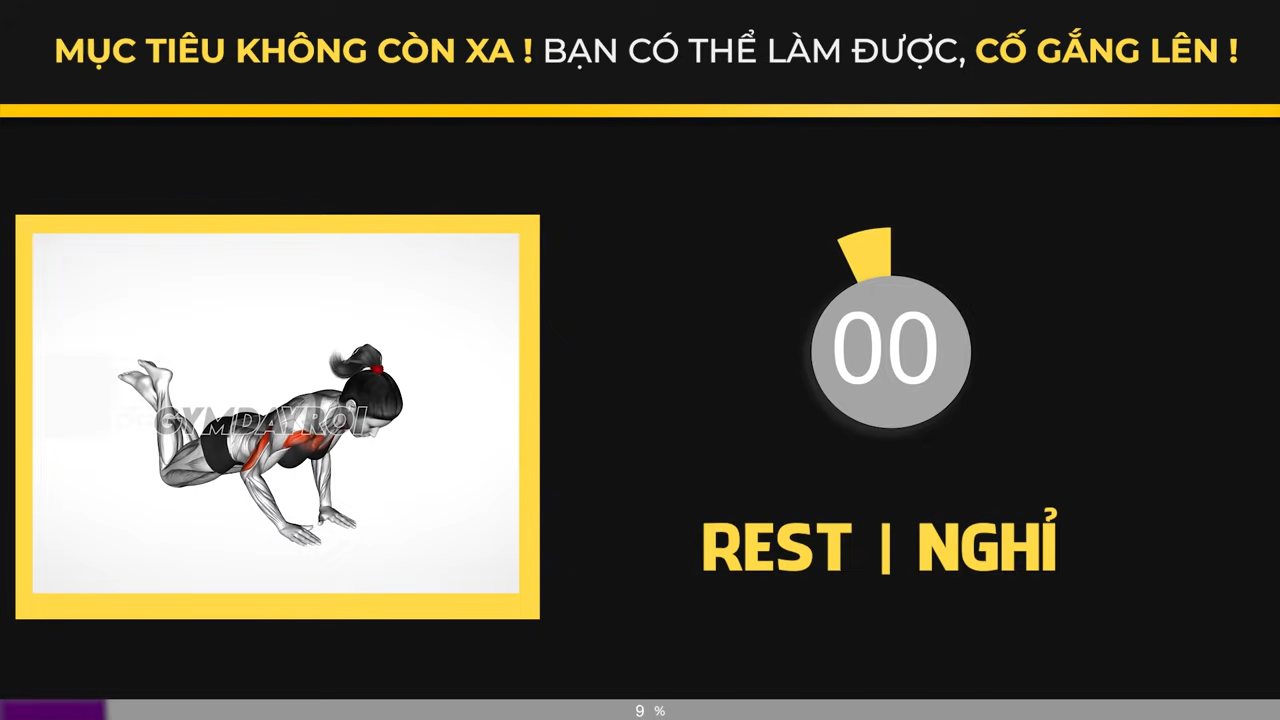 MỤC TIÊU KHÔNG CÒN XA ! BẠN CÓ THỂ LÀM ĐƯỢC, CỐ GẮNG LÊN !
GYMDAYROI
00
REST | NGHỈ
9 %